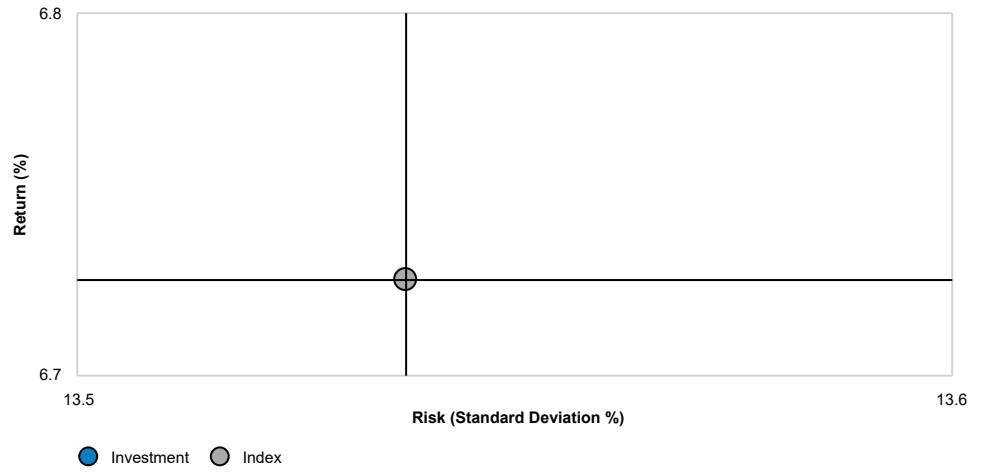 6.8
Return (%)
6.7
13.5
13.6
Risk (Standard Deviation %)
Investment
Index